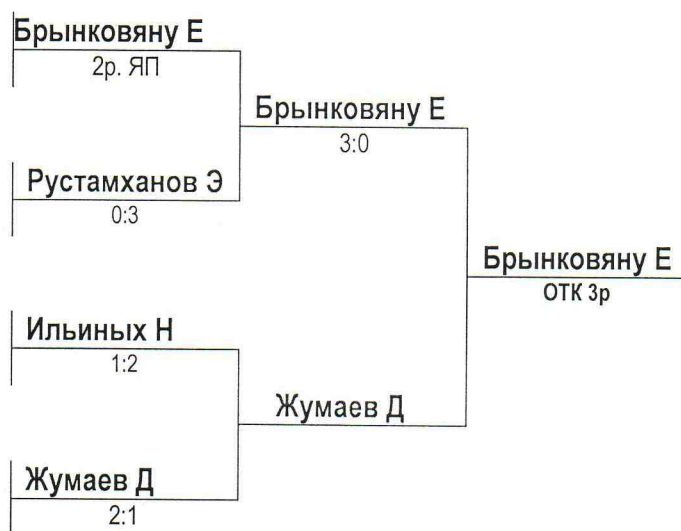 Брынковяну Е
2р. ЯП
Брынковяну Е
3:0
Рустамханов Э
0:3
Брынковяну Е
ОТК 3р
Ильиных Н
1:2
Жумаев Д
Жумаев Д
2:1